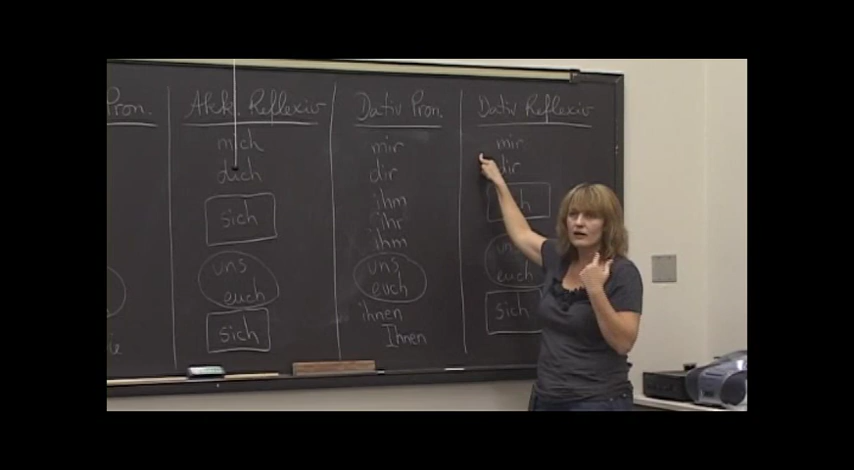 Pron.
Akk. Reflexiv
mich
dich
sich
uns
euch
sich
Dativ Pron.
mir
dir
ihm
ihr
ihm
uns
euch
ihnen
Ihnen
Dativ Reflexiv
mir
dir
uns
euch
sich